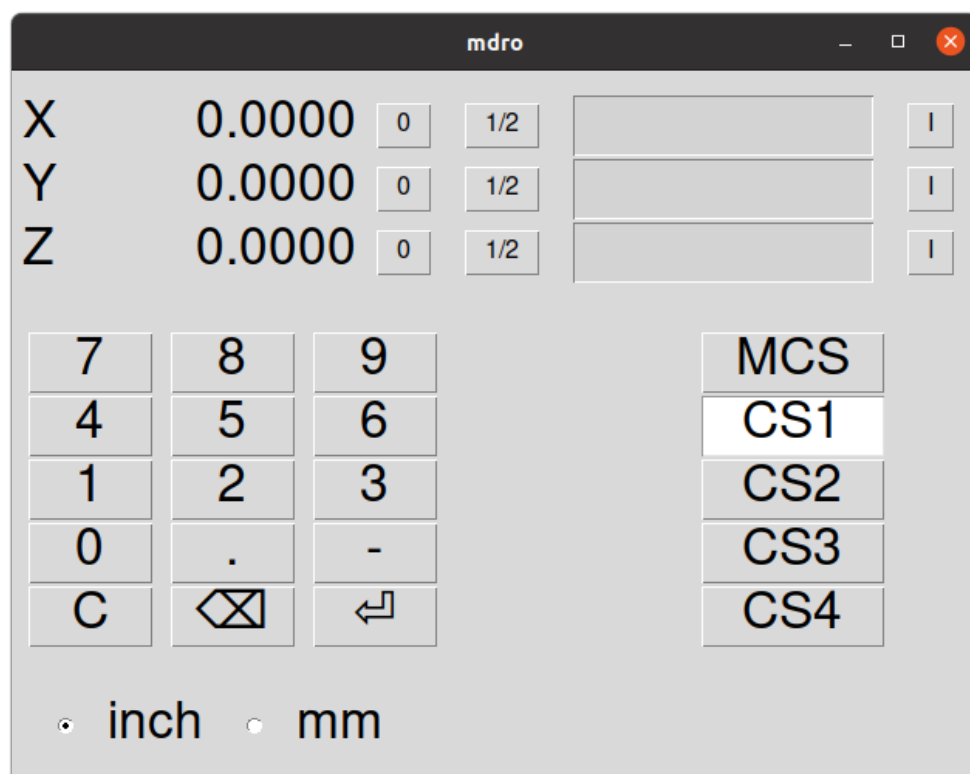 mdro
X 0.0000 0 1/2 I
Y 0.0000 0 1/2 I
Z 0.0000 0 1/2 I
7 8 9 MCS
4 5 6 CS1
1 2 3 CS2
0 . - CS3
C ⌫ ⏎ CS4
inch mm